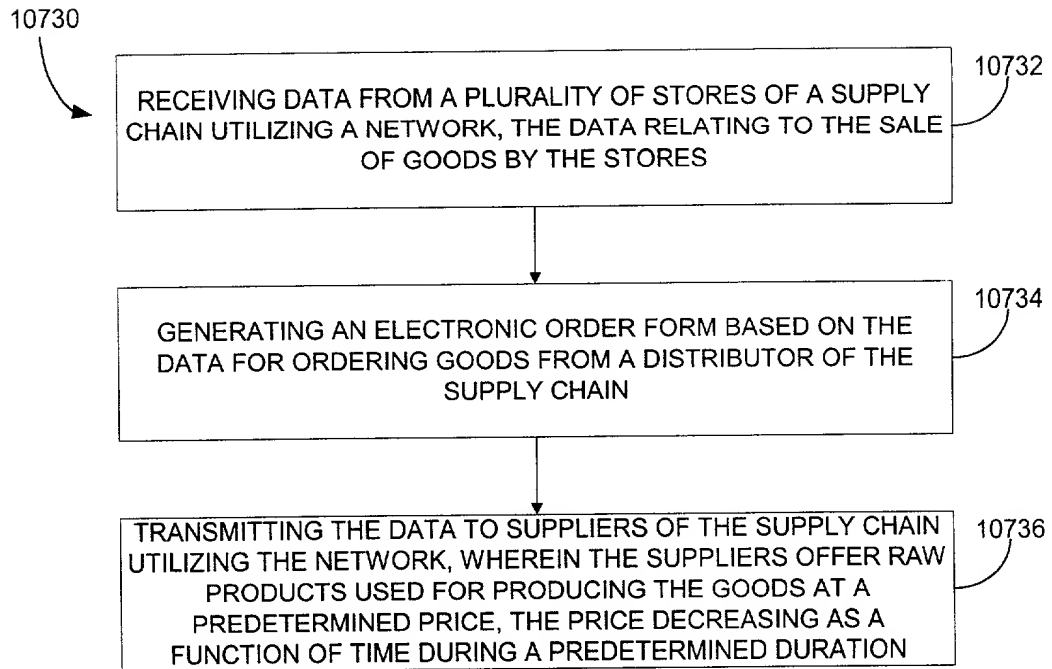 10730
10732
RECEIVING DATA FROM A PLURALITY OF STORES OF A SUPPLY
CHAIN UTILIZING A NETWORK, THE DATA RELATING TO THE SALE
OF GOODS BY THE STORES
10734
GENERATING AN ELECTRONIC ORDER FORM BASED ON THE
DATA FOR ORDERING GOODS FROM A DISTRIBUTOR OF THE
SUPPLY CHAIN
10736
TRANSMITTING THE DATA TO SUPPLIERS OF THE SUPPLY CHAIN
UTILIZING THE NETWORK, WHEREIN THE SUPPLIERS OFFER RAW
PRODUCTS USED FOR PRODUCING THE GOODS AT A
PREDETERMINED PRICE, THE PRICE DECREASING AS A
FUNCTION OF TIME DURING A PREDETERMINED DURATION